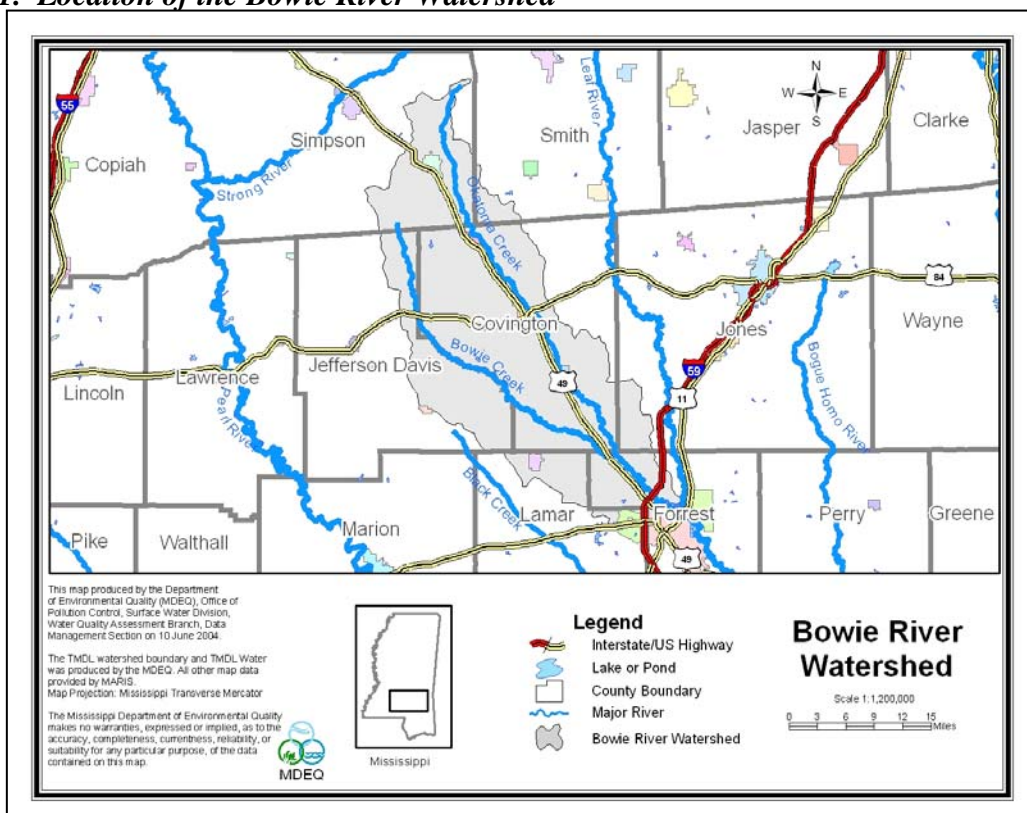 1. Location of the Bowie River Watershed
N
W E
S
55
Copiah
Simpson
Smith
Jasper
Clarke
Leaf River
Strong River
Okatoma Creek
84
Covington
Jones
Wayne
Jefferson Davis
Bowie Creek
Lincoln
Lawrence
Pearl River
49
59
11
Bogue Homo River
Black Creek
Pike
Walthall
Marion
Lamar
Forrest
Perry
Greene
49
This map produced by the Department
of Environmental Quality (MDEQ), Office of
Pollution Control, Surface Water Division,
Water Quality Assessment Branch, Data
Management Section on 10 June 2004.
The TMDL watershed boundary and TMDL Water
was produced by the MDEQ. All other map data
provided by MARIS.
Map Projection: Mississippi Transverse Mercator
The Mississippi Department of Environmental Quality
makes no warranties, expressed or implied, as to the
accuracy, completeness, currentness, reliability, or
suitability for any particular purpose, of the data
contained on this map.
MDEQ
Mississippi
Legend
Interstate/US Highway
Lake or Pond
County Boundary
Major River
Bowie River Watershed
Bowie River
Watershed
Scale 1:1,200,000
0 3 6 9 12 15
Miles